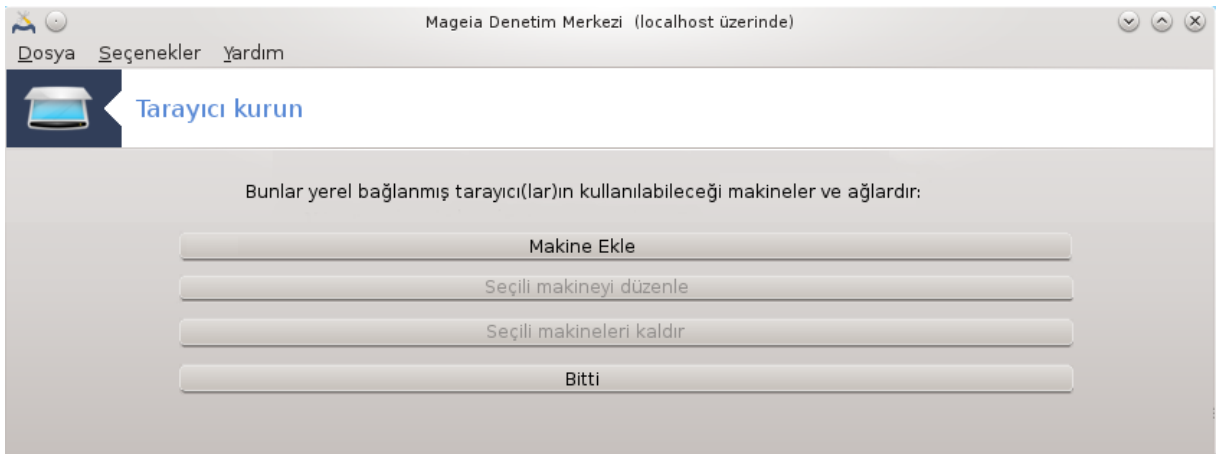 Mageia Denetim Merkezi (localhost üzerinde)
Dosya Seçenekler Yardım
Tarayıcı kurun
Bunlar yerel bağlanmış tarayıcı(lar)ın kullanılabileceği makineler ve ağlardır:
Makine Ekle
Seçili makineyi düzenle
Seçili makineleri kaldır
Bitti